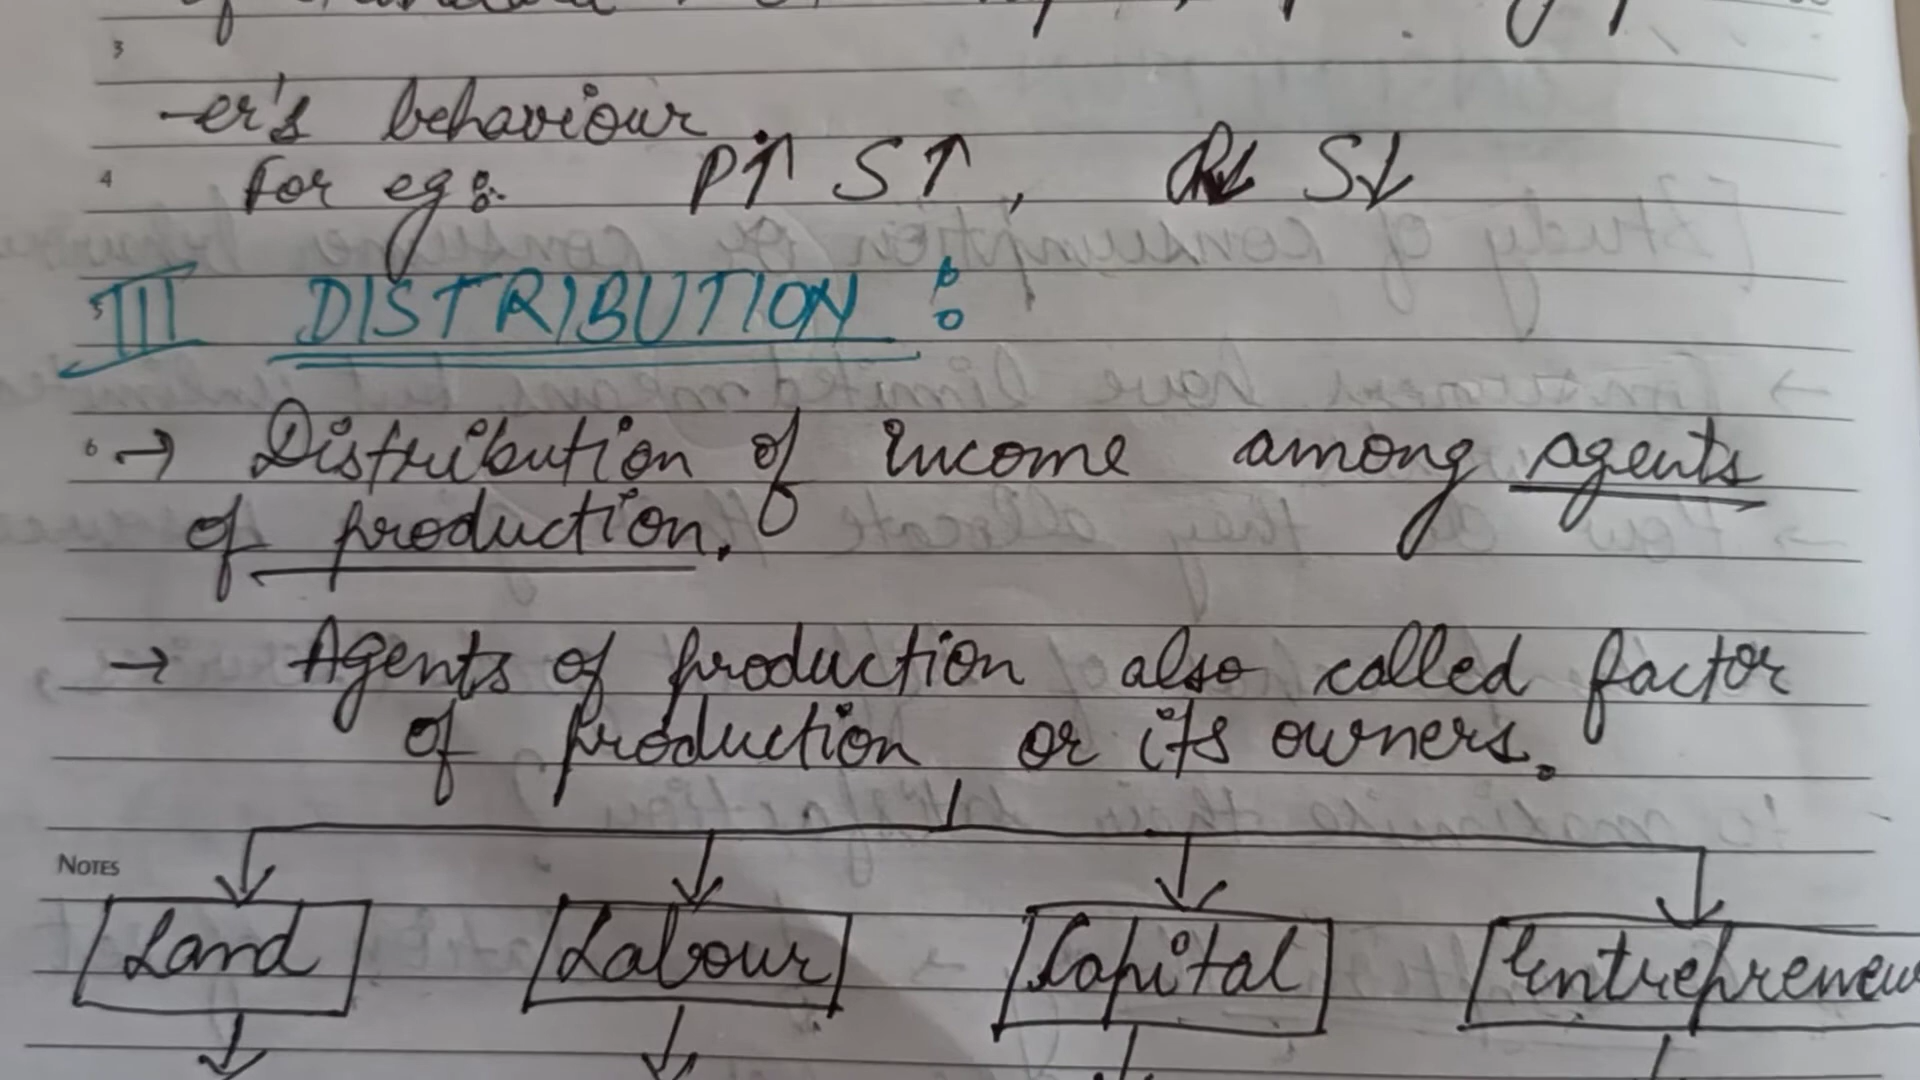 -er's behaviour
for eg:- P↑ S↑, P↓ S↓
III DISTRIBUTION :
→ Distribution of income among agents
of production.
→ Agents of production also called factor
of production or its owners.
NOTES
Land Labour Capital Entrepreneu